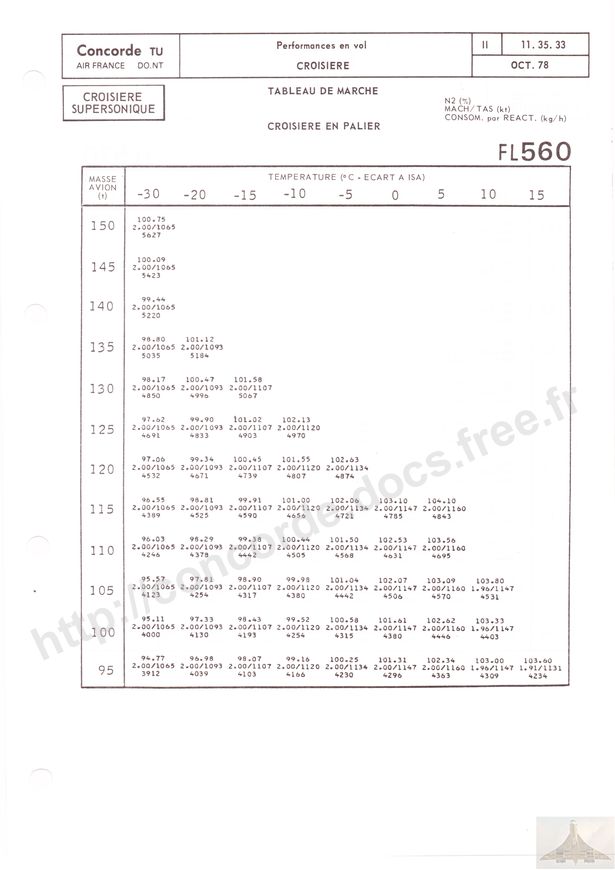 Concorde TU
AIR FRANCE DO.NT
Performances en vol
CROISIERE
II
11. 35. 33
OCT. 78
CROISIERE
SUPERSONIQUE
TABLEAU DE MARCHE
CROISIERE EN PALIER
N2 (%)
MACH/TAS (kt)
CONSOM. par REACT. (kg/h)
FL560
MASSE
AVION
(t)
TEMPERATURE (°C - ECART A ISA)
-30 -20 -15 -10 -5 0 5 10 15
100.75
150 2.00/1065
5627
100.09
145 2.00/1065
5423
99.44
140 2.00/1065
5220
98.80 101.12
135 2.00/1065 2.00/1093
5035 5184
98.17 100.47 101.58
130 2.00/1065 2.00/1093 2.00/1107
4850 4996 5067
97.62 99.90 101.02 102.13
125 2.00/1065 2.00/1093 2.00/1107 2.00/1120
4691 4833 4903 4970
97.06 99.34 100.45 101.55 102.63
120 2.00/1065 2.00/1093 2.00/1107 2.00/1120 2.00/1134
4532 4671 4739 4807 4874
96.55 98.81 99.91 101.00 102.06 103.10 104.10
115 2.00/1065 2.00/1093 2.00/1107 2.00/1120 2.00/1134 2.00/1147 2.00/1160
4389 4525 4590 4656 4721 4785 4843
96.03 98.29 99.38 100.44 101.50 102.53 103.56
110 2.00/1065 2.00/1093 2.00/1107 2.00/1120 2.00/1134 2.00/1147 2.00/1160
4246 4378 4442 4505 4568 4631 4695
95.57 97.81 98.90 99.98 101.04 102.07 103.09 103.80
105 2.00/1065 2.00/1093 2.00/1107 2.00/1120 2.00/1134 2.00/1147 2.00/1160 1.96/1147
4123 4254 4317 4380 4442 4506 4570 4531
95.11 97.33 98.43 99.52 100.58 101.61 102.62 103.33
100 2.00/1065 2.00/1093 2.00/1107 2.00/1120 2.00/1134 2.00/1147 2.00/1160 1.96/1147
4000 4130 4193 4254 4315 4380 4446 4403
94.77 96.98 98.07 99.16 100.25 101.31 102.34 103.00 103.60
95 2.00/1065 2.00/1093 2.00/1107 2.00/1120 2.00/1134 2.00/1147 2.00/1160 1.96/1147 1.91/1131
3912 4039 4103 4166 4230 4296 4363 4309 4234
http://concorde-docs.free.fr